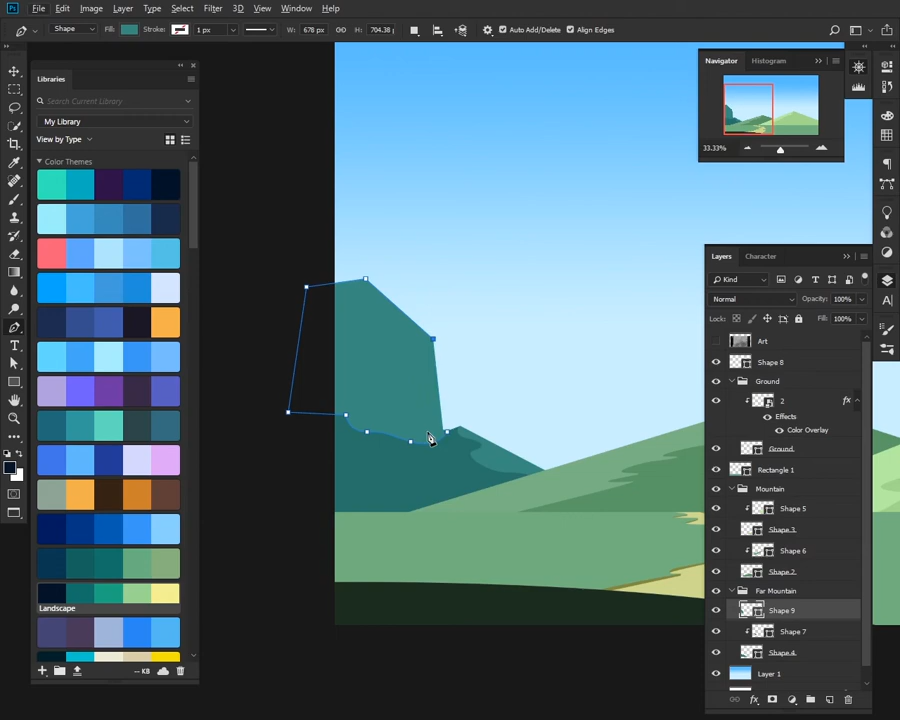 Ps File Edit Image Layer Type Select Filter 3D View Window Help
Shape Fill: Stroke: 1 px W: 678 px H: 704.38 p Auto Add/Delete Align Edges
Libraries
Search Current Library
My Library
View by Type
Color Themes
Landscape
-- KB
Navigator Histogram
33.33%
Layers Character
Kind
Normal Opacity: 100%
Lock: Fill: 100%
Art
Shape 8
Ground
2 fx
Effects
Color Overlay
Ground
Rectangle 1
Mountain
Shape 5
Shape 3
Shape 6
Shape 2
Far Mountain
Shape 9
Shape 7
Shape 4
Layer 1
fx